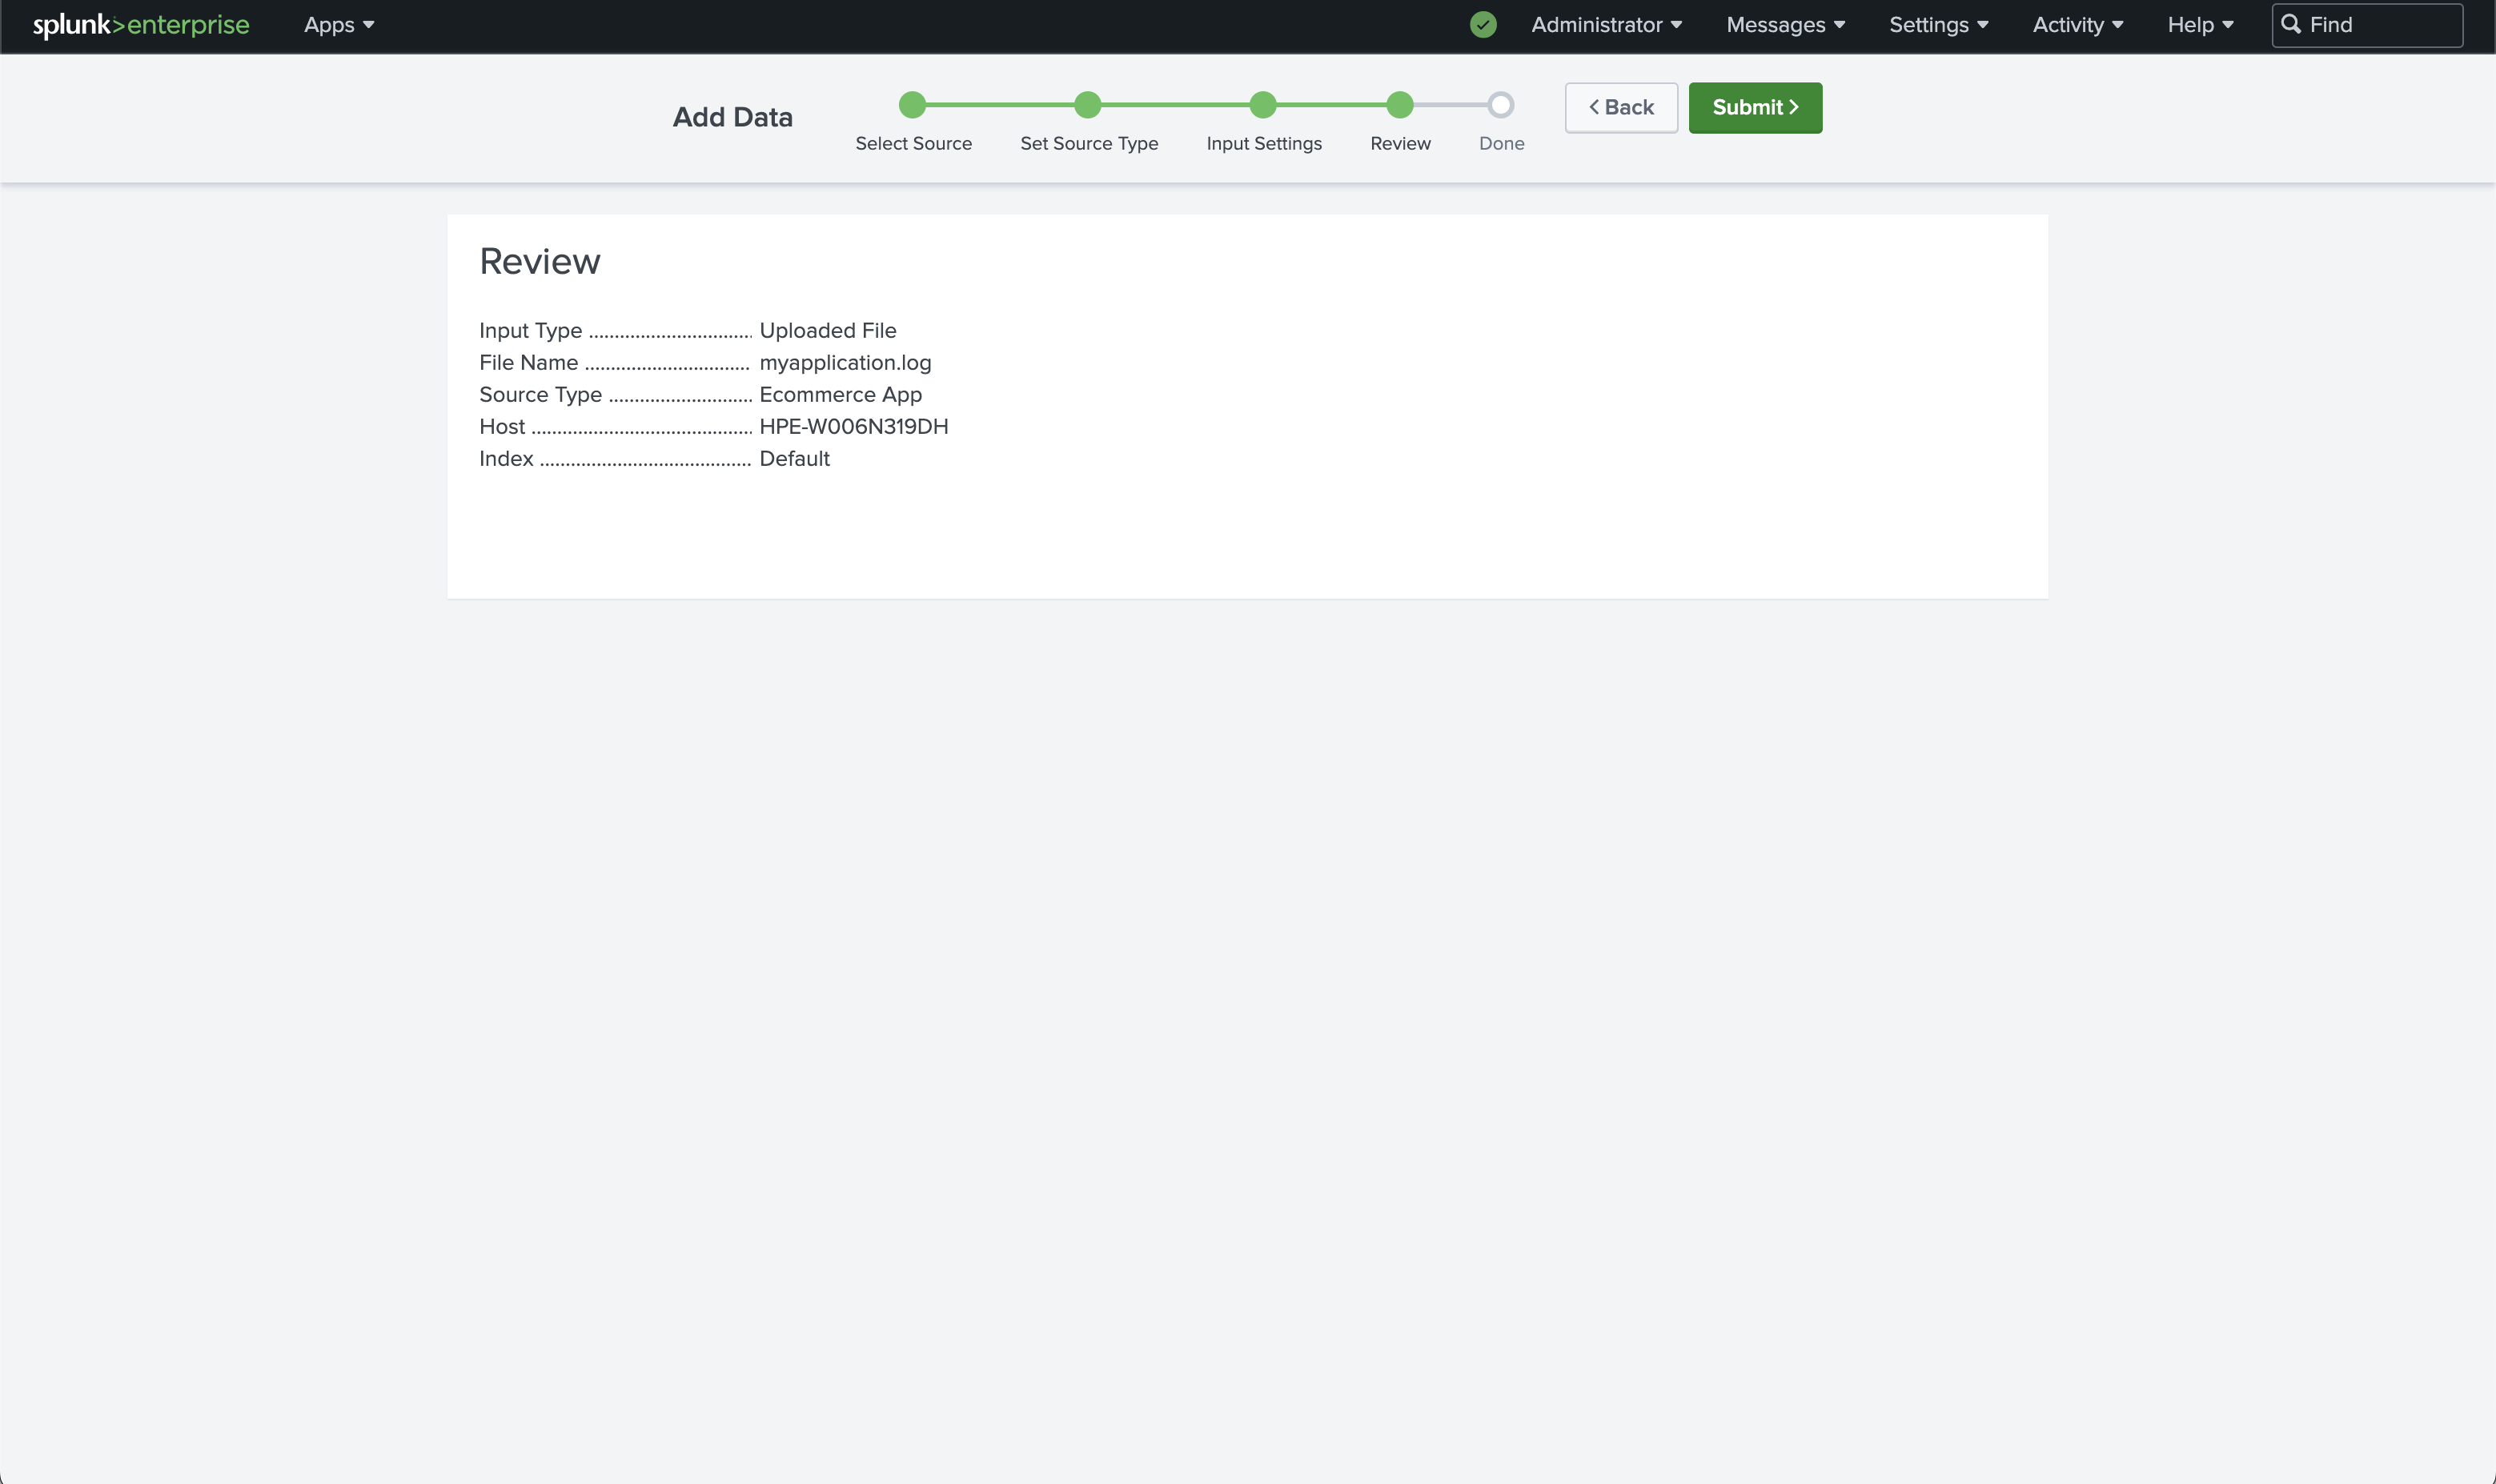 splunk>enterprise Apps Administrator Messages Settings Activity Help Find
Add Data
Select Source Set Source Type Input Settings Review Done
< Back Submit >
Review
Input Type ................................ Uploaded File
File Name ................................ myapplication.log
Source Type ............................ Ecommerce App
Host ........................................... HPE-W006N319DH
Index ......................................... Default